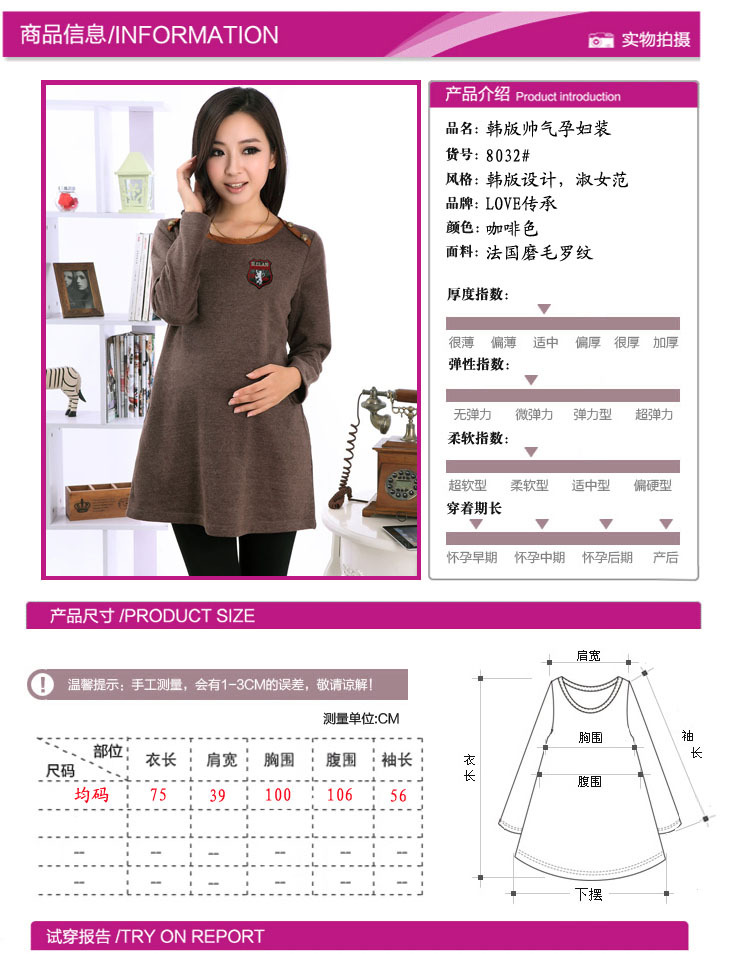 商品信息/INFORMATION
实物拍摄
产品介绍 Product introduction
品名: 韩版帅气孕妇装
货号: 8032#
风格: 韩版设计，淑女范
品牌: LOVE传承
颜色: 咖啡色
面料: 法国磨毛罗纹
厚度指数:
很薄 偏薄 适中 偏厚 很厚 加厚
弹性指数:
无弹力 微弹力 弹力型 超弹力
柔软指数:
超软型 柔软型 适中型 偏硬型
穿着期长
怀孕早期 怀孕中期 怀孕后期 产后
产品尺寸 /PRODUCT SIZE
! 温馨提示：手工测量，会有1-3CM的误差，敬请谅解！
测量单位:CM
部位 尺码 衣长 肩宽 胸围 腹围 袖长
均码 75 39 100 106 56
-- -- -- -- -- --
-- -- -- -- -- --
肩宽
胸围
腹围
袖长
衣长
下摆
试穿报告 /TRY ON REPORT